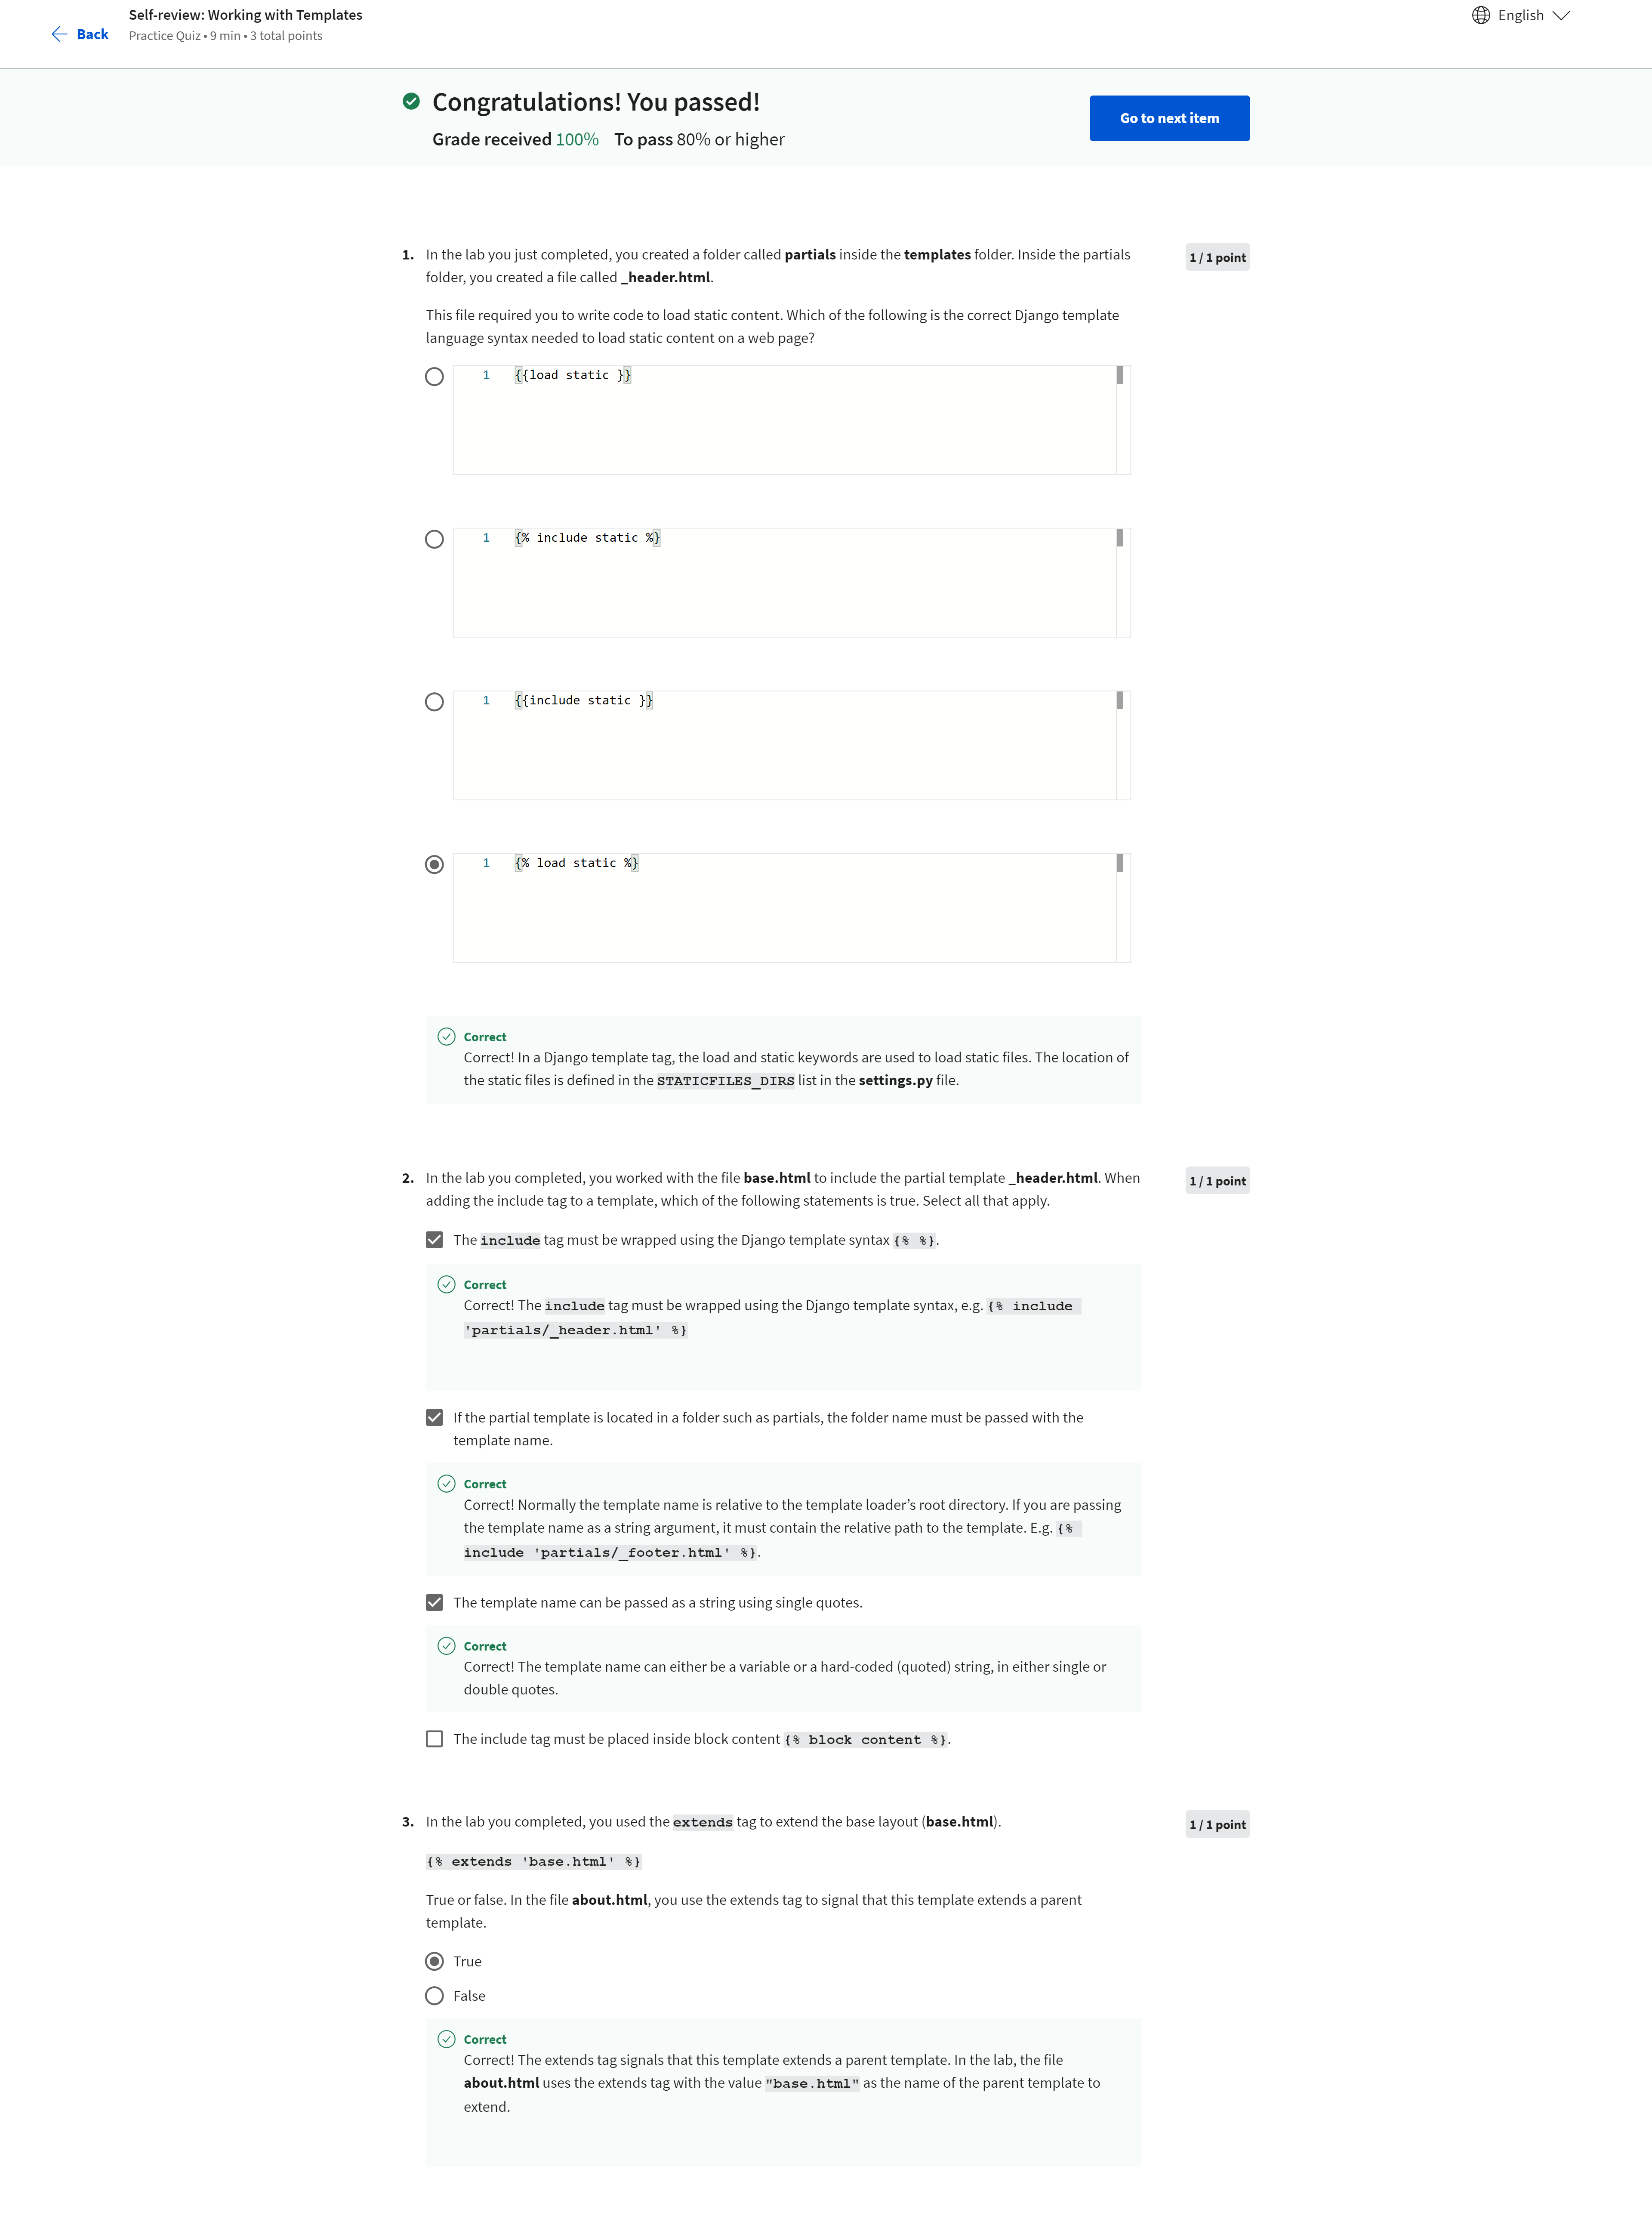 Self-review: Working with Templates
Back
Practice Quiz • 9 min • 3 total points
English
Congratulations! You passed!
Grade received 100% To pass 80% or higher
Go to next item
1. In the lab you just completed, you created a folder called partials inside the templates folder. Inside the partials
folder, you created a file called _header.html.
1 / 1 point
This file required you to write code to load static content. Which of the following is the correct Django template
language syntax needed to load static content on a web page?
1 {{load static }}
1 {% include static %}
1 {{include static }}
1 {% load static %}
Correct
Correct! In a Django template tag, the load and static keywords are used to load static files. The location of
the static files is defined in the STATICFILES_DIRS list in the settings.py file.
2. In the lab you completed, you worked with the file base.html to include the partial template _header.html. When
adding the include tag to a template, which of the following statements is true. Select all that apply.
1 / 1 point
The include tag must be wrapped using the Django template syntax {% %}.
Correct
Correct! The include tag must be wrapped using the Django template syntax, e.g. {% include
'partials/_header.html' %}
If the partial template is located in a folder such as partials, the folder name must be passed with the
template name.
Correct
Correct! Normally the template name is relative to the template loader’s root directory. If you are passing
the template name as a string argument, it must contain the relative path to the template. E.g. {%
include 'partials/_footer.html' %}.
The template name can be passed as a string using single quotes.
Correct
Correct! The template name can either be a variable or a hard-coded (quoted) string, in either single or
double quotes.
The include tag must be placed inside block content {% block content %}.
3. In the lab you completed, you used the extends tag to extend the base layout (base.html).
1 / 1 point
{% extends 'base.html' %}
True or false. In the file about.html, you use the extends tag to signal that this template extends a parent
template.
True
False
Correct
Correct! The extends tag signals that this template extends a parent template. In the lab, the file
about.html uses the extends tag with the value "base.html" as the name of the parent template to
extend.